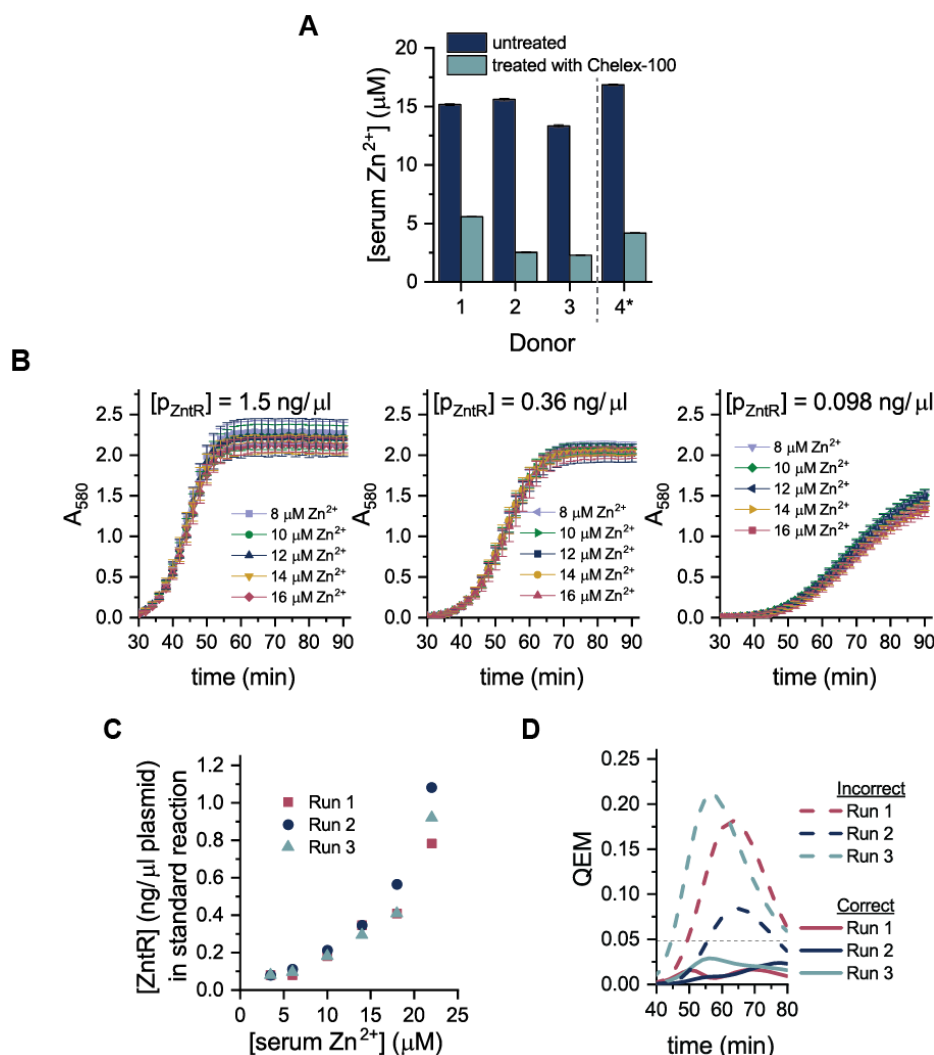 A
untreated
treated with Chelex-100
[serum Zn²⁺] (μM)
20
15
10
5
0
1 2 3 4*
Donor
B
[pZntR] = 1.5 ng/μl
A580
2.5
2.0
1.5
1.0
0.5
0.0
8 μM Zn²⁺
10 μM Zn²⁺
12 μM Zn²⁺
14 μM Zn²⁺
16 μM Zn²⁺
30 40 50 60 70 80 90
time (min)
[pZntR] = 0.36 ng/μl
A580
2.5
2.0
1.5
1.0
0.5
0.0
8 μM Zn²⁺
10 μM Zn²⁺
12 μM Zn²⁺
14 μM Zn²⁺
16 μM Zn²⁺
30 40 50 60 70 80 90
time (min)
[pZntR] = 0.098 ng/μl
A580
2.5
2.0
1.5
1.0
0.5
0.0
8 μM Zn²⁺
10 μM Zn²⁺
12 μM Zn²⁺
14 μM Zn²⁺
16 μM Zn²⁺
30 40 50 60 70 80 90
time (min)
C
[ZntR] (ng/μl plasmid)
in standard reaction
1.2
1.0
0.8
0.6
0.4
0.2
0.0
Run 1
Run 2
Run 3
0 5 10 15 20 25
[serum Zn²⁺] (μM)
D
QEM
0.25
0.20
0.15
0.10
0.05
0.00
Incorrect
Run 1
Run 2
Run 3
Correct
Run 1
Run 2
Run 3
40 50 60 70 80
time (min)